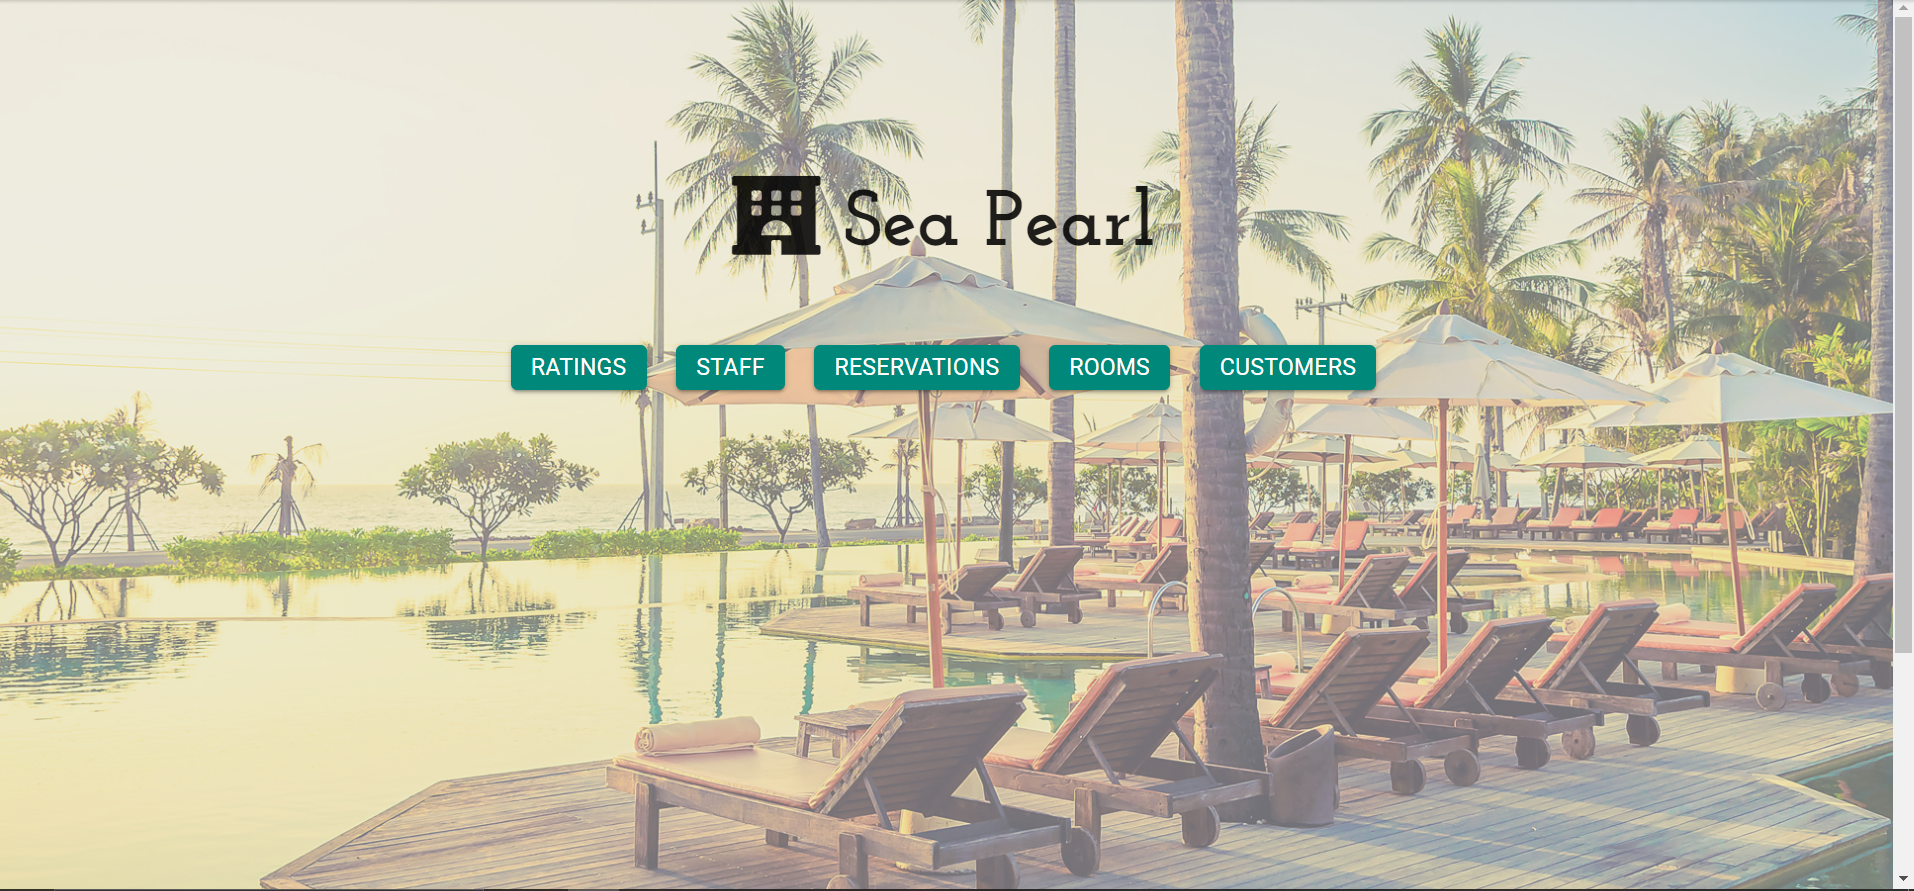 Sea Pearl
RATINGS
STAFF
RESERVATIONS
ROOMS
CUSTOMERS